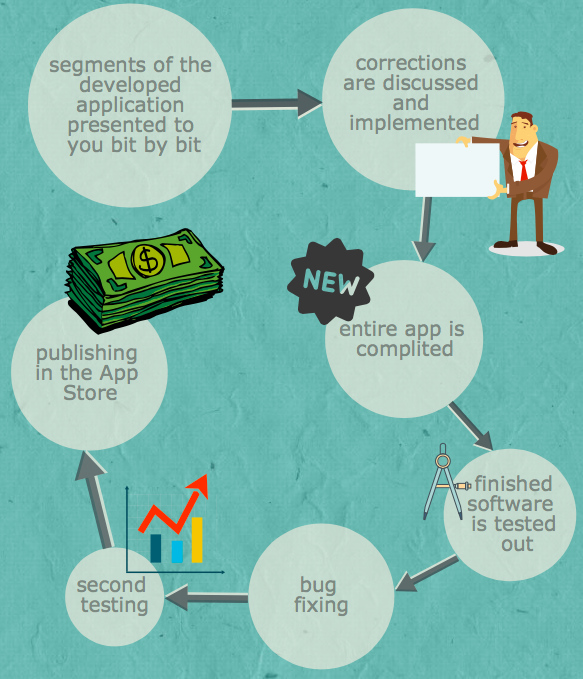 segments of the
developed
application
presented to
you bit by bit
corrections
are discussed
and
implemented
NEW
entire app is
complited
finished
software
is tested
out
bug
fixing
second
testing
publishing
in the App
Store
$